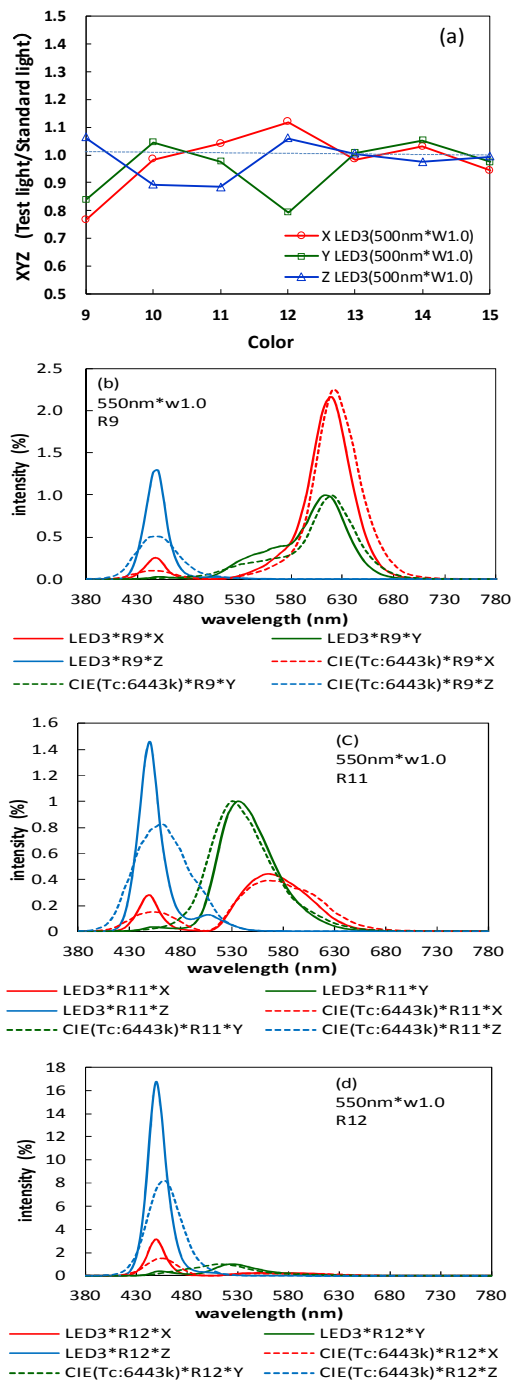 (a)
XYZ (Test light/Standard light)
1.5
1.4
1.3
1.2
1.1
1.0
0.9
0.8
0.7
0.6
0.5
X LED3(500nm*W1.0)
Y LED3(500nm*W1.0)
Z LED3(500nm*W1.0)
9 10 11 12 13 14 15
Color
(b)
550nm*w1.0
R9
intensity (%)
2.5
2.0
1.5
1.0
0.5
0.0
380 430 480 530 580 630 680 730 780
wavelength (nm)
LED3*R9*X LED3*R9*Y
LED3*R9*Z CIE(Tc:6443k)*R9*X
CIE(Tc:6443k)*R9*Y CIE(Tc:6443k)*R9*Z
(C)
550nm*w1.0
R11
intensity (%)
1.6
1.4
1.2
1
0.8
0.6
0.4
0.2
0
380 430 480 530 580 630 680 730 780
wavelength (nm)
LED3*R11*X LED3*R11*Y
LED3*R11*Z CIE(Tc:6443k)*R11*X
CIE(Tc:6443k)*R11*Y CIE(Tc:6443k)*R11*Z
(d)
550nm*w1.0
R12
intensity (%)
18
16
14
12
10
8
6
4
2
0
380 430 480 530 580 630 680 730 780
wavelength (nm)
LED3*R12*X LED3*R12*Y
LED3*R12*Z CIE(Tc:6443k)*R12*X
CIE(Tc:6443k)*R12*Y CIE(Tc:6443k)*R12*Z